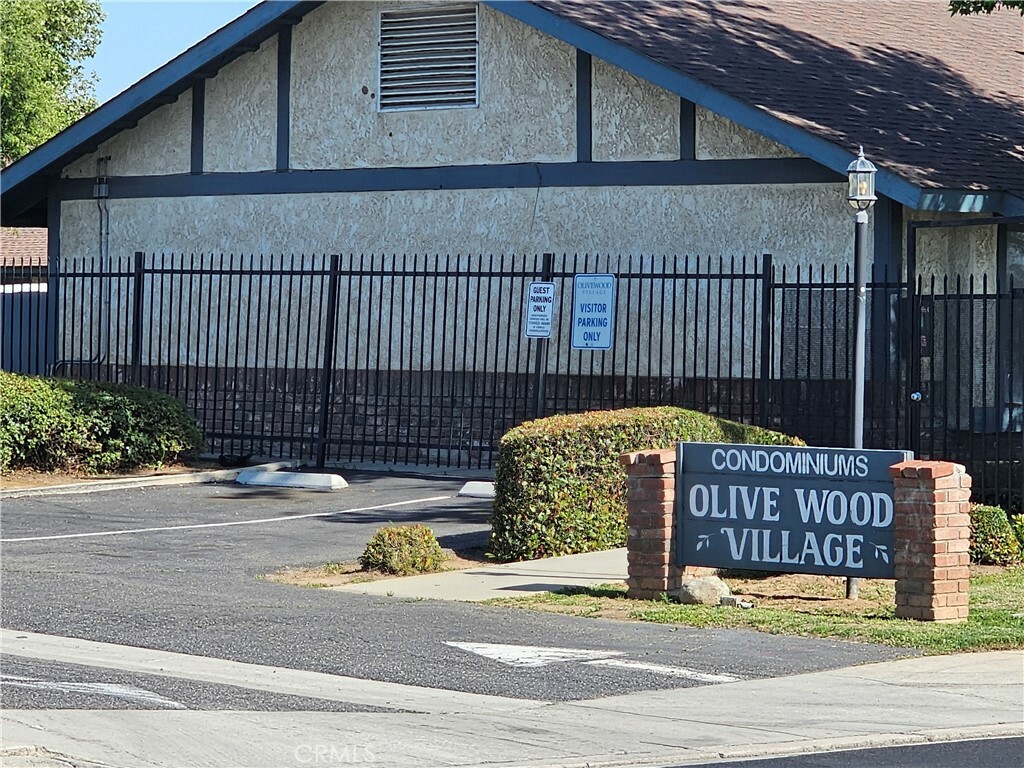 GUEST
PARKING
ONLY
OLIVEWOOD
VILLAGE
VISITOR
PARKING
ONLY
CONDOMINIUMS
OLIVE WOOD
VILLAGE
CRMLS